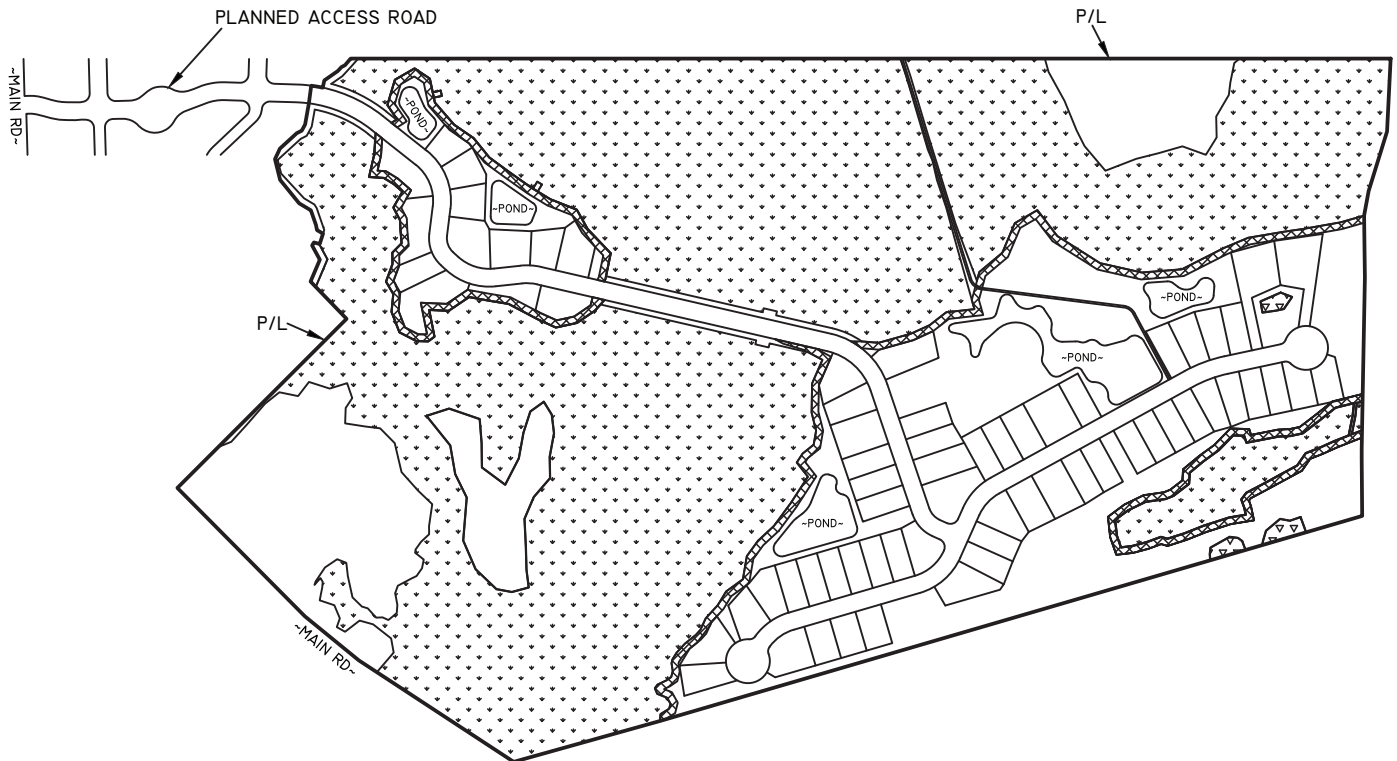 PLANNED ACCESS ROAD
P/L
~MAIN RD~
~POND~
~POND~
~POND~
P/L
~POND~
~POND~
~MAIN RD~